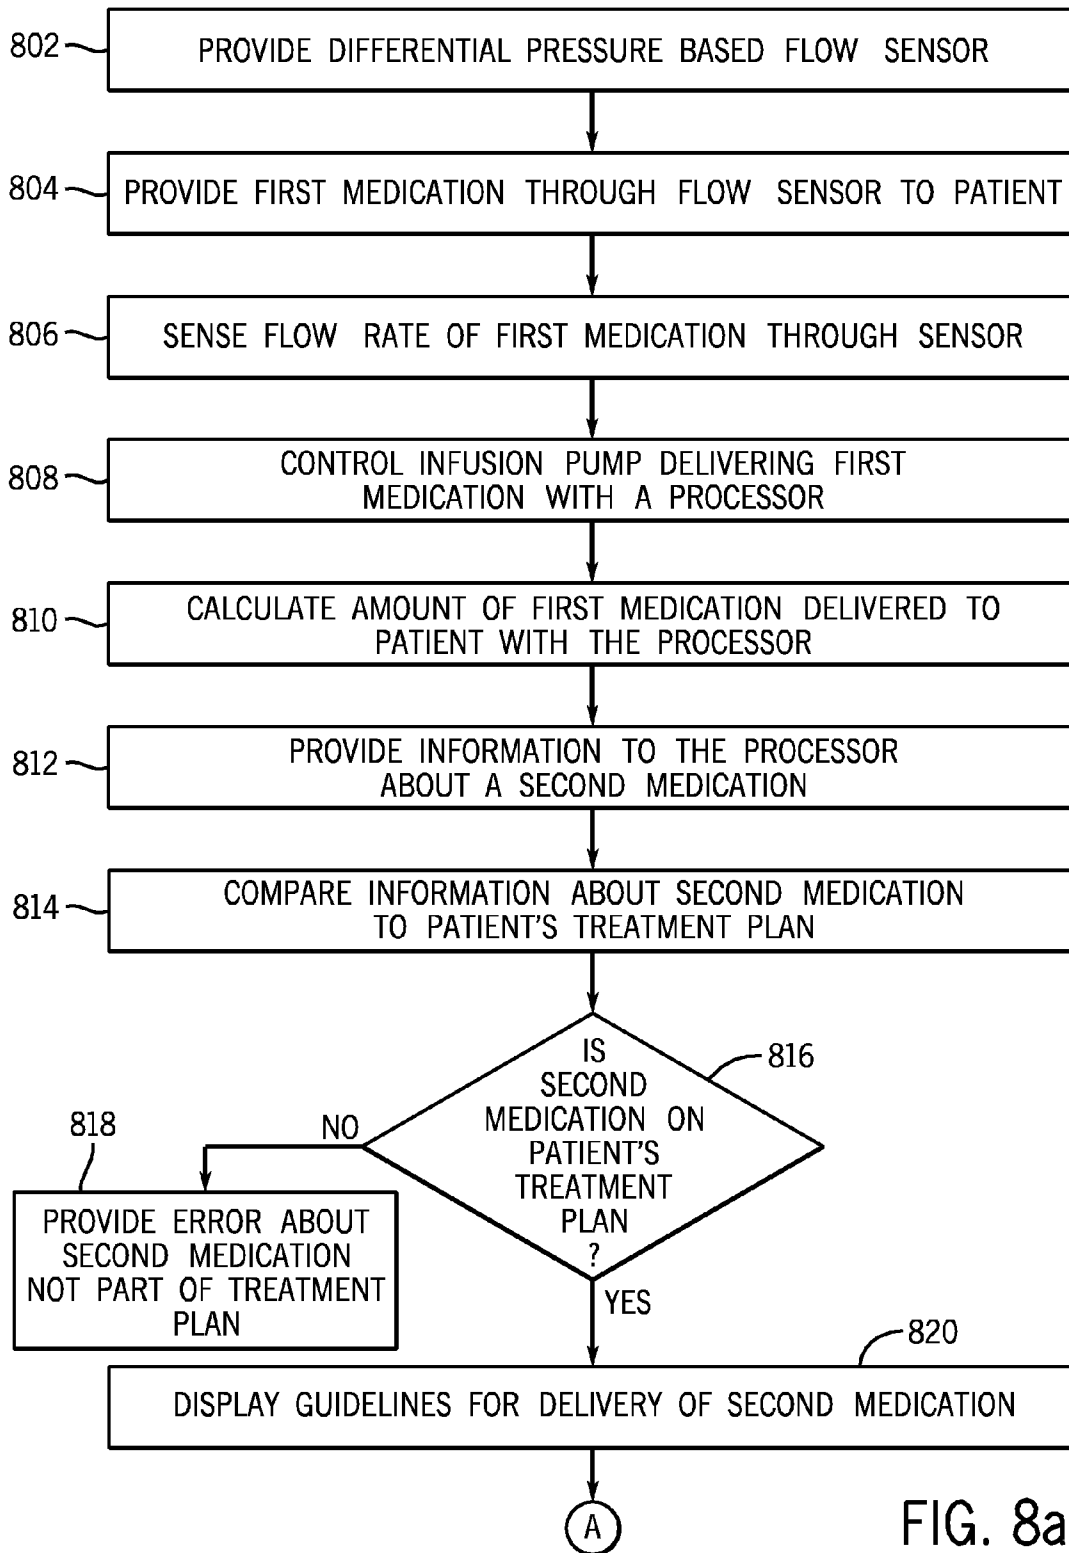 802
PROVIDE DIFFERENTIAL PRESSURE BASED FLOW SENSOR
804
PROVIDE FIRST MEDICATION THROUGH FLOW SENSOR TO PATIENT
806
SENSE FLOW RATE OF FIRST MEDICATION THROUGH SENSOR
808
CONTROL INFUSION PUMP DELIVERING FIRST
MEDICATION WITH A PROCESSOR
810
CALCULATE AMOUNT OF FIRST MEDICATION DELIVERED TO
PATIENT WITH THE PROCESSOR
812
PROVIDE INFORMATION TO THE PROCESSOR
ABOUT A SECOND MEDICATION
814
COMPARE INFORMATION ABOUT SECOND MEDICATION
TO PATIENT'S TREATMENT PLAN
816
IS
SECOND
MEDICATION ON
PATIENT'S
TREATMENT
PLAN
?
NO
818
PROVIDE ERROR ABOUT
SECOND MEDICATION
NOT PART OF TREATMENT
PLAN
YES
820
DISPLAY GUIDELINES FOR DELIVERY OF SECOND MEDICATION
A
FIG. 8a